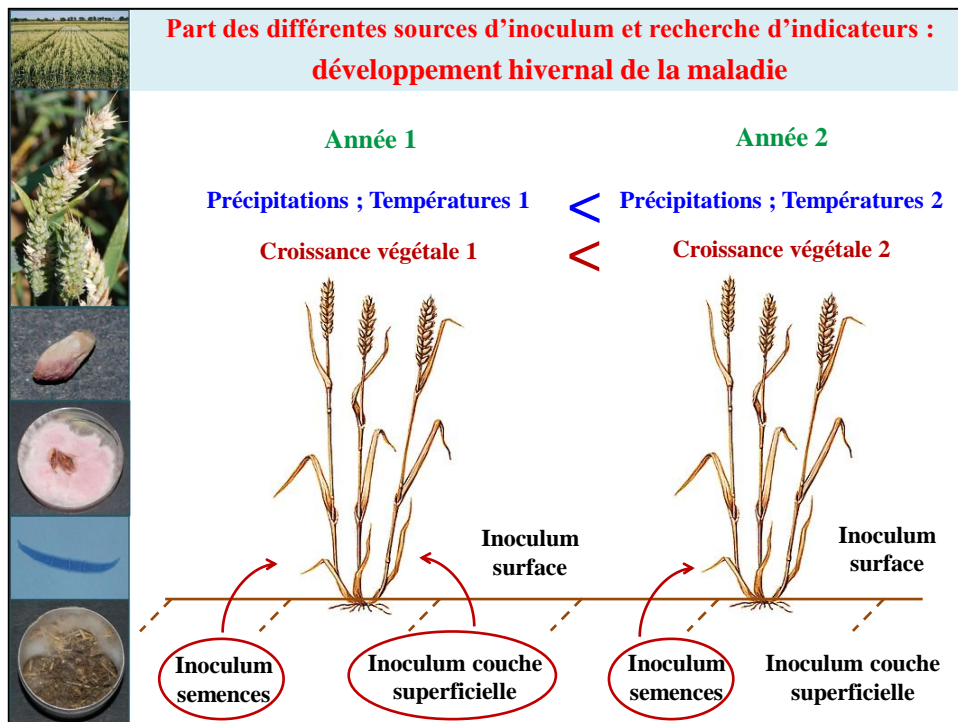 Part des différentes sources d’inoculum et recherche d’indicateurs :
développement hivernal de la maladie
Année 1
Année 2
Précipitations ; Températures 1
<
Précipitations ; Températures 2
Croissance végétale 1
<
Croissance végétale 2
Inoculum
surface
Inoculum
surface
Inoculum
semences
Inoculum couche
superficielle
Inoculum
semences
Inoculum couche
superficielle